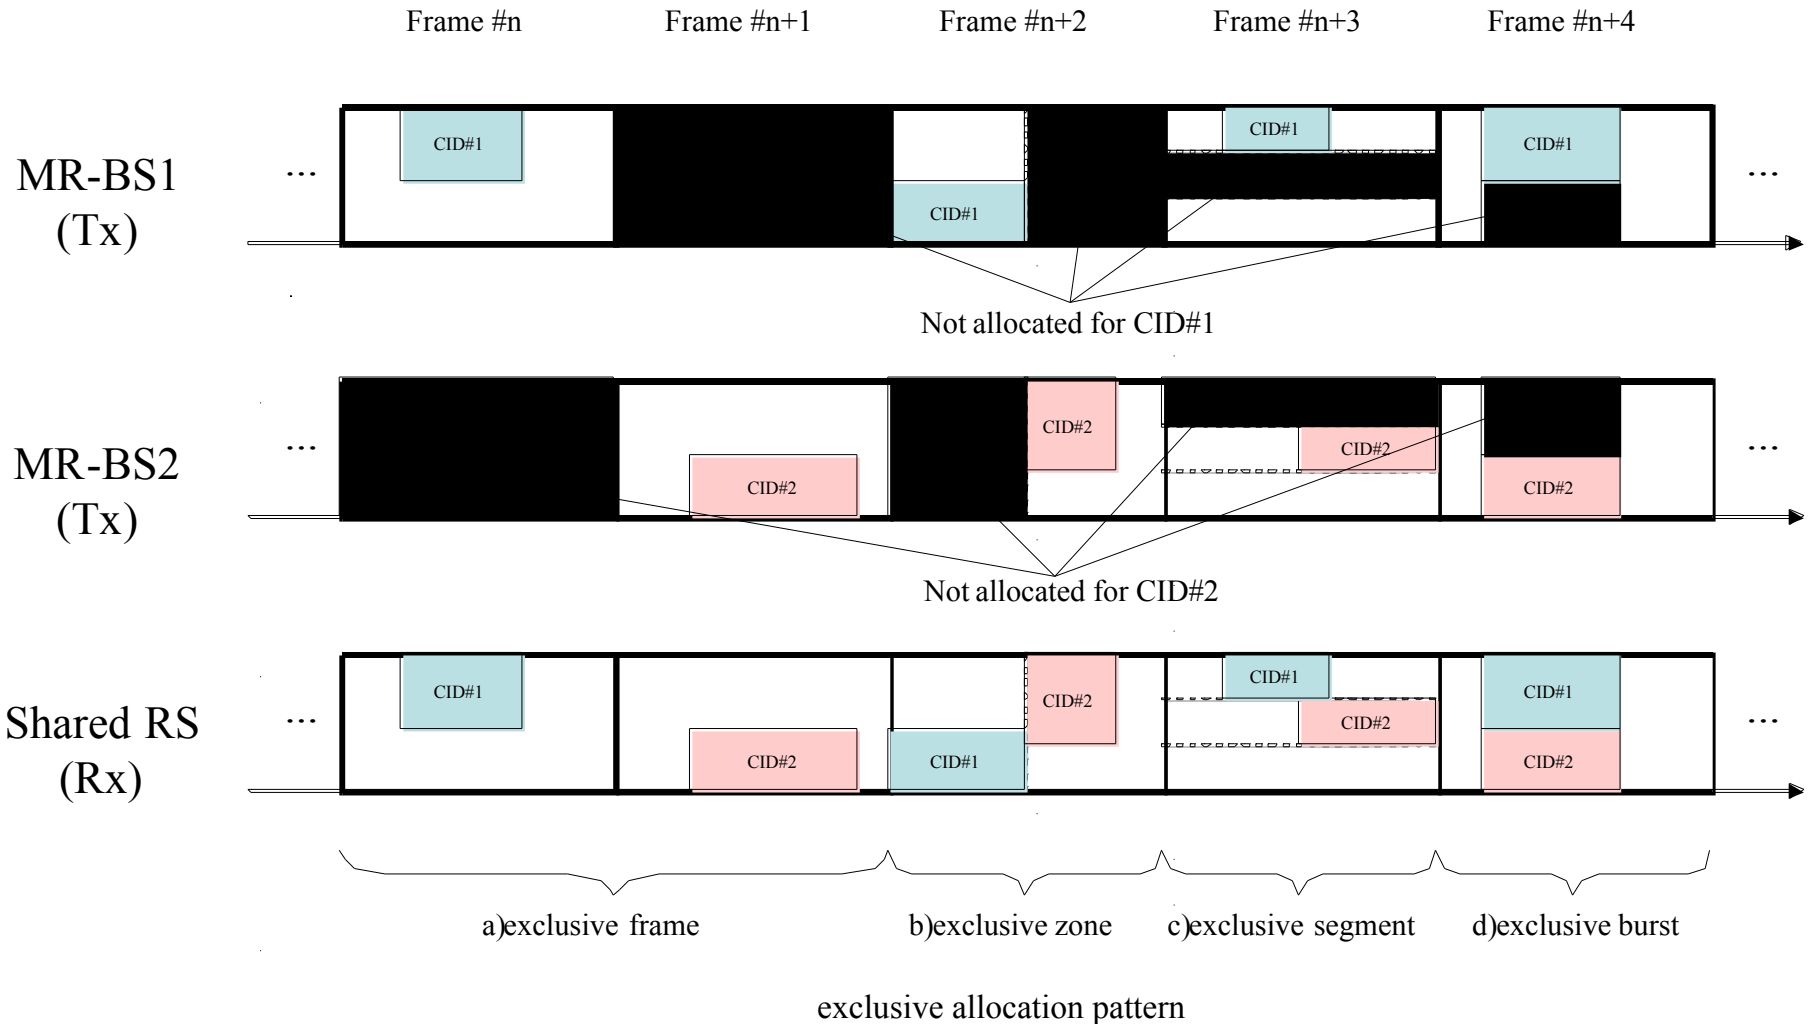 Frame #n Frame #n+1 Frame #n+2 Frame #n+3 Frame #n+4
MR-BS1
(Tx)
... CID#1 CID#1 CID#1 CID#1 ...
Not allocated for CID#1
MR-BS2
(Tx)
... CID#2 CID#2 CID#2 CID#2 ...
Not allocated for CID#2
Shared RS
(Rx)
... CID#1 CID#2 CID#1 CID#2 CID#1 CID#2 CID#1 CID#2 ...
a)exclusive frame b)exclusive zone c)exclusive segment d)exclusive burst
exclusive allocation pattern